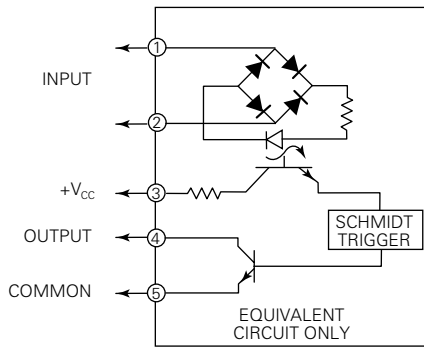 1
INPUT
2
+VCC
3
SCHMIDT
TRIGGER
OUTPUT
4
COMMON
5
EQUIVALENT
CIRCUIT ONLY